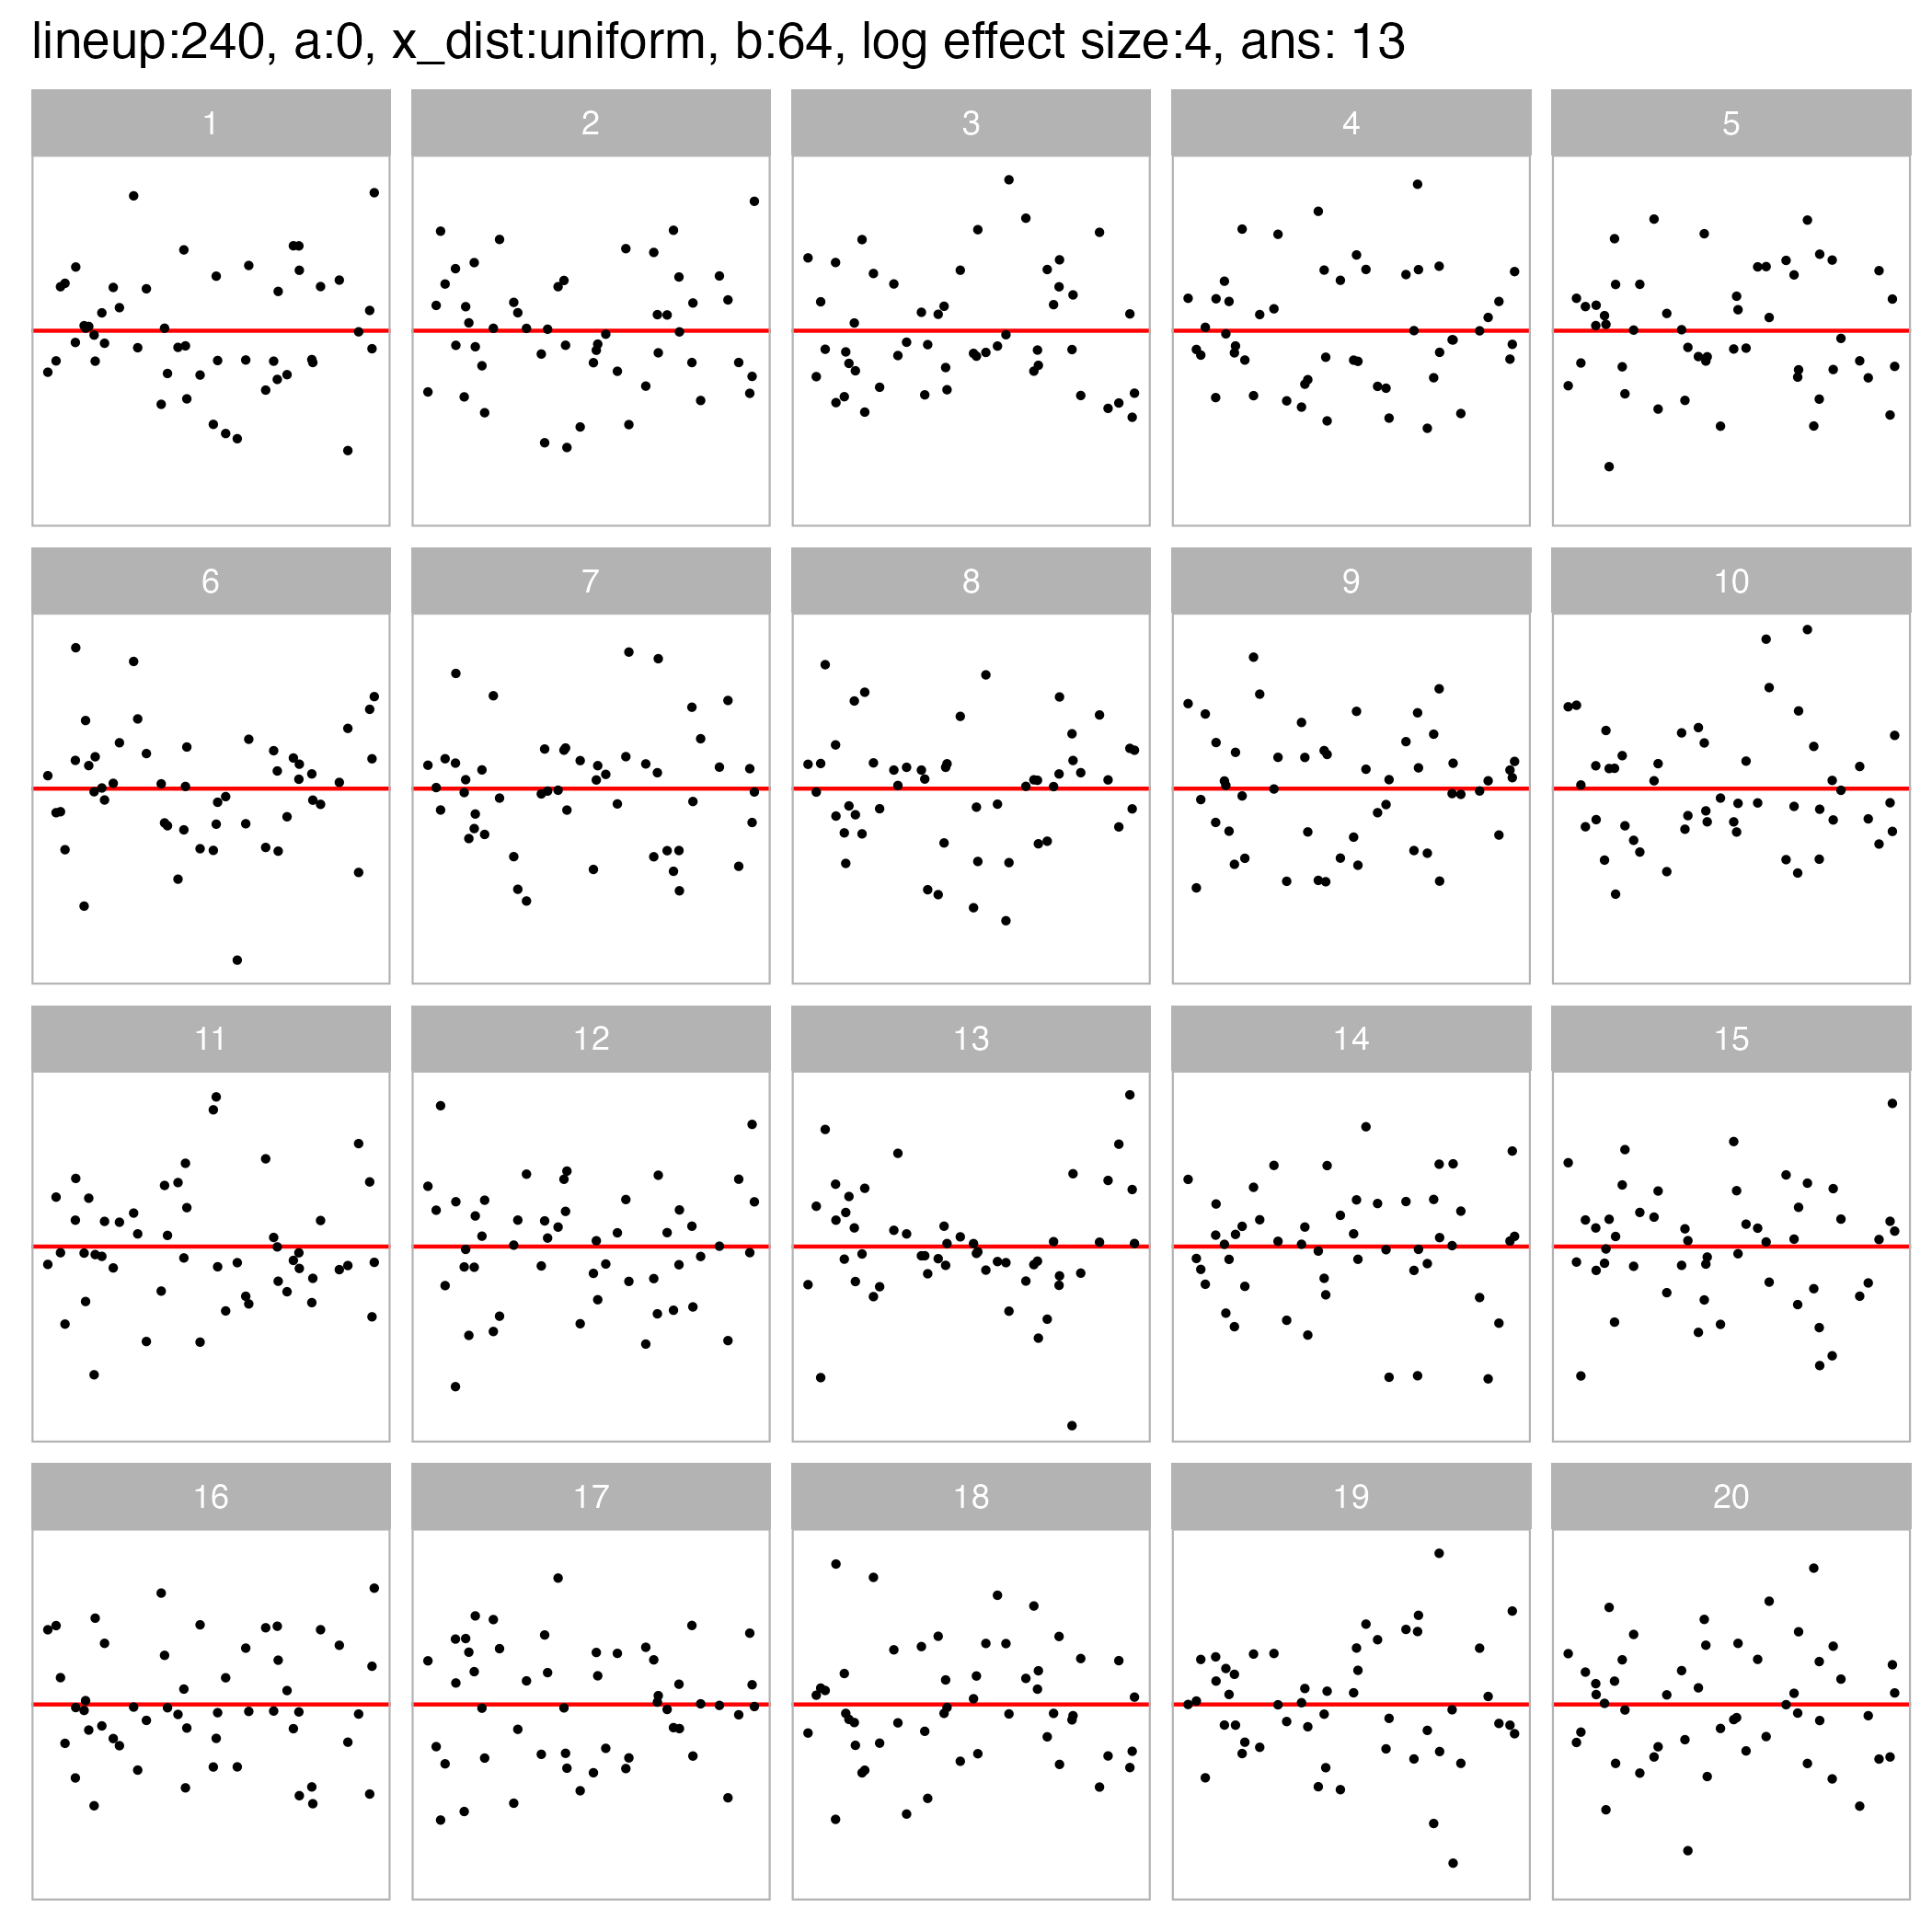 lineup:240, a:0, x_dist:uniform, b:64, log effect size:4, ans: 13
1 2 3 4 5
6 7 8 9 10
11 12 13 14 15
16 17 18 19 20